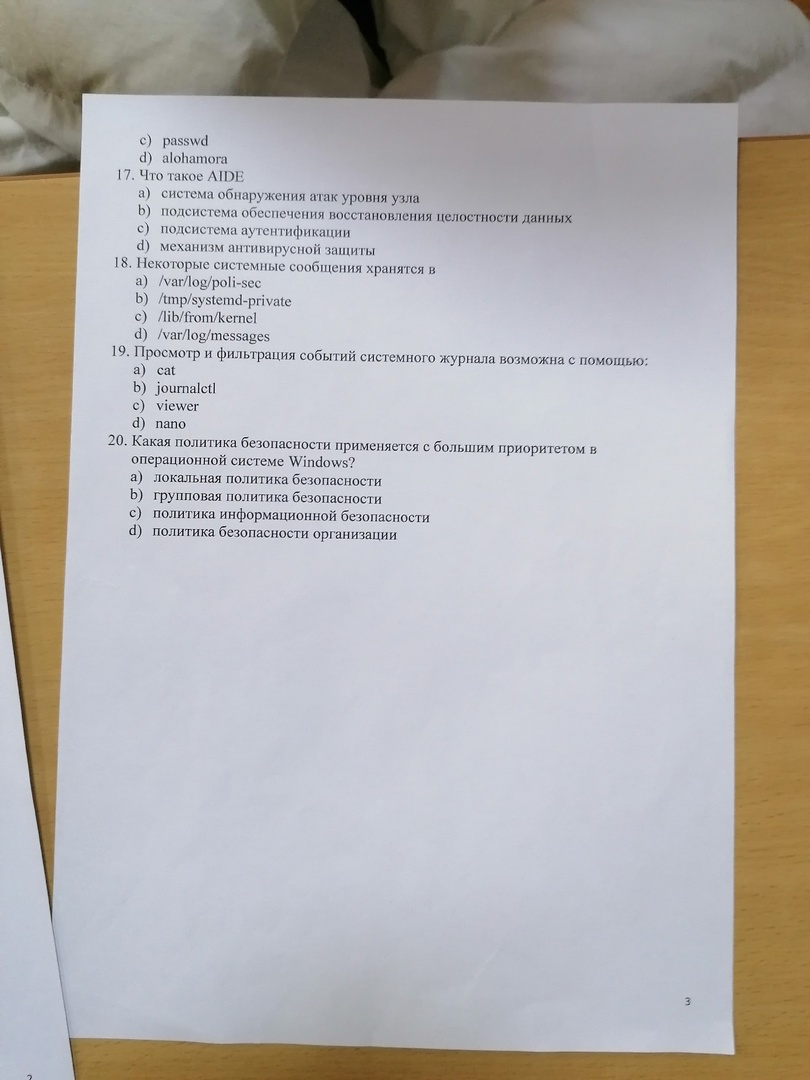 c) passwd
d) alohamora
17. Что такое AIDE
a) система обнаружения атак уровня узла
b) подсистема обеспечения восстановления целостности данных
c) подсистема аутентификации
d) механизм антивирусной защиты
18. Некоторые системные сообщения хранятся в
a) /var/log/poli-sec
b) /tmp/systemd-private
c) /lib/from/kernel
d) /var/log/messages
19. Просмотр и фильтрация событий системного журнала возможна с помощью:
a) cat
b) journalctl
c) viewer
d) nano
20. Какая политика безопасности применяется с большим приоритетом в
операционной системе Windows?
a) локальная политика безопасности
b) групповая политика безопасности
c) политика информационной безопасности
d) политика безопасности организации
3
2